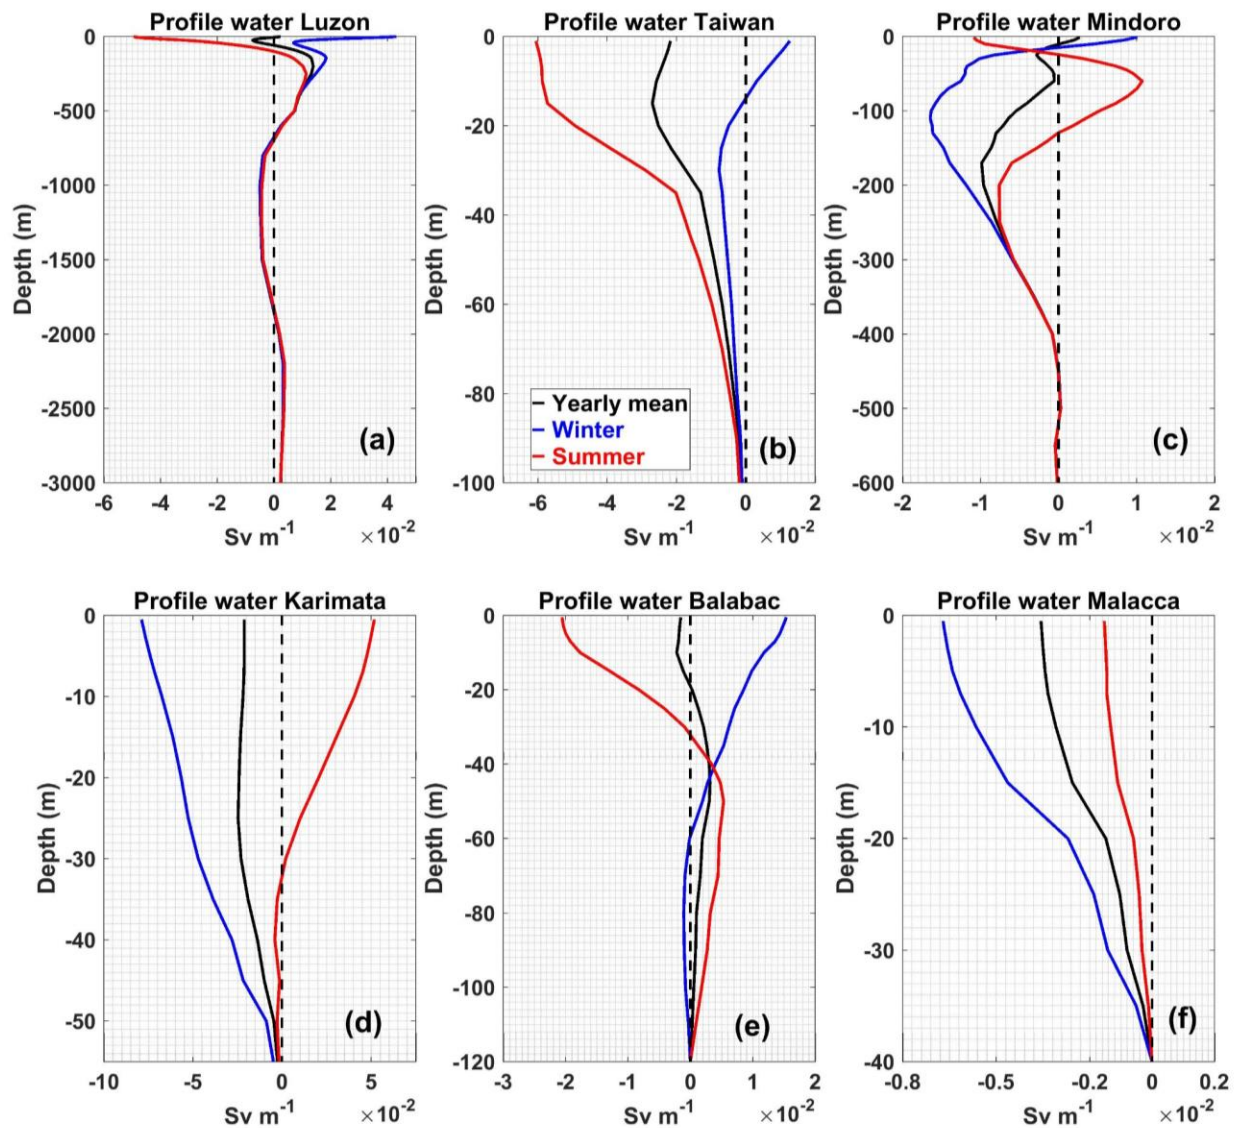 Profile water Luzon
0
-500
-1000
-1500
-2000
-2500
-3000
Depth (m)
-6 -4 -2 0 2 4
Sv m⁻¹ ×10⁻²
(a)
Profile water Taiwan
0
-20
-40
-60
-80
-100
Depth (m)
Yearly mean
Winter
Summer
-6 -4 -2 0 2
Sv m⁻¹ ×10⁻²
(b)
Profile water Mindoro
0
-100
-200
-300
-400
-500
-600
Depth (m)
-2 -1 0 1 2
Sv m⁻¹ ×10⁻²
(c)
Profile water Karimata
0
-10
-20
-30
-40
-50
Depth (m)
-10 -5 0 5
Sv m⁻¹ ×10⁻²
(d)
Profile water Balabac
0
-20
-40
-60
-80
-100
-120
Depth (m)
-3 -2 -1 0 1 2
Sv m⁻¹ ×10⁻²
(e)
Profile water Malacca
0
-10
-20
-30
-40
Depth (m)
-0.8 -0.5 -0.2 0 0.2
Sv m⁻¹ ×10⁻²
(f)